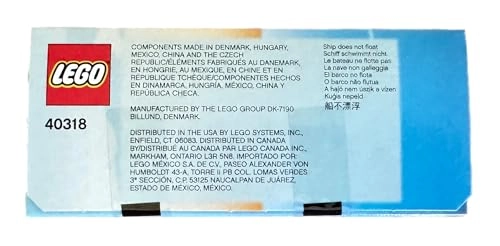 LEGO
40318
COMPONENTS MADE IN DENMARK, HUNGARY,
MEXICO, CHINA AND THE CZECH
REPUBLIC/ÉLÉMENTS FABRIQUÉS AU DANEMARK,
EN HONGRIE, AU MEXIQUE, EN CHINE ET EN
RÉPUBLIQUE TCHÈQUE/COMPONENTES HECHOS
EN DINAMARCA, HUNGRÍA, MÉXICO, CHINA Y
REPÚBLICA CHECA.
MANUFACTURED BY THE LEGO GROUP DK-7190
BILLUND, DENMARK.
DISTRIBUTED IN THE USA BY LEGO SYSTEMS, INC.,
ENFIELD, CT 06083. DISTRIBUTED IN CANADA
BY/DISTRIBUÉ AU CANADA PAR LEGO CANADA INC.,
MARKHAM, ONTARIO L3R 5N8. IMPORTADO POR:
LEGO MÉXICO S.A. DE C.V., PASEO ALEXANDER VON
HUMBOLDT 43-A, TORRE II PB COL. LOMAS VERDES
3ª SECCIÓN, C.P. 53125 NAUCALPAN DE JUÁREZ,
ESTADO DE MÉXICO, MÉXICO.
Ship does not float
Schiff schwimmt nicht.
Le bateau ne flotte pas
La nave non galleggia
El barco no flota
O barco não flutua
A hajó nem úszik a vízen
Kuģis nepeld.
船不漂浮